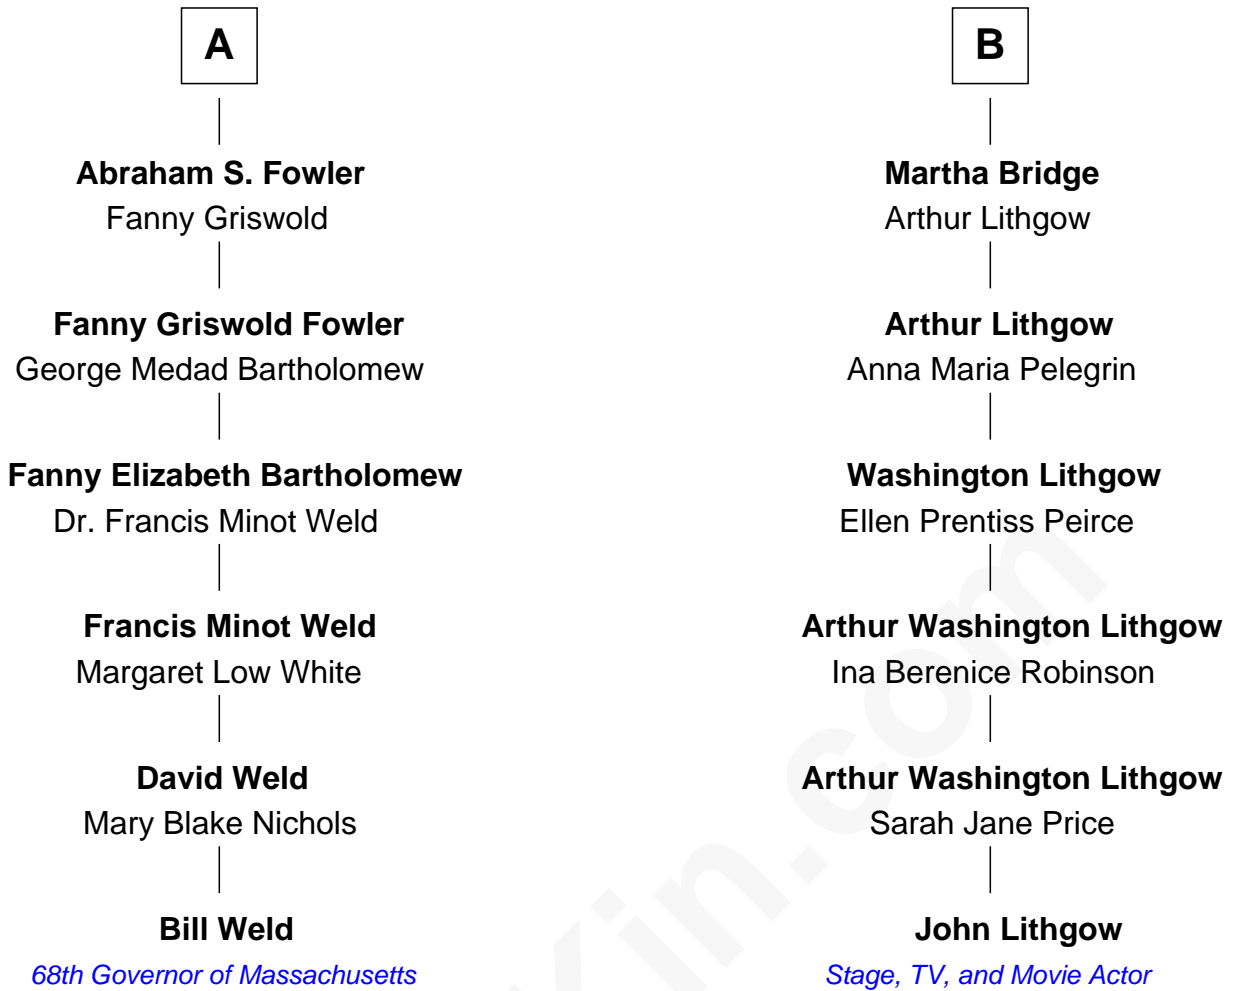 A
Abraham S. Fowler
Fanny Griswold
Fanny Griswold Fowler
George Medad Bartholomew
Fanny Elizabeth Bartholomew
Dr. Francis Minot Weld
Francis Minot Weld
Margaret Low White
David Weld
Mary Blake Nichols
Bill Weld
68th Governor of Massachusetts
B
Martha Bridge
Arthur Lithgow
Arthur Lithgow
Anna Maria Pelegrin
Washington Lithgow
Ellen Prentiss Peirce
Arthur Washington Lithgow
Ina Berenice Robinson
Arthur Washington Lithgow
Sarah Jane Price
John Lithgow
Stage, TV, and Movie Actor
Kin.com